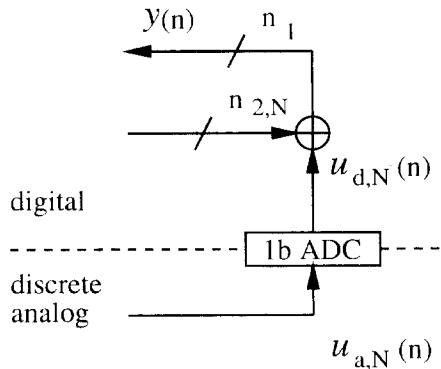 y(n)
n 1
n 2,N
u d,N (n)
digital
1b ADC
discrete
analog
u a,N (n)